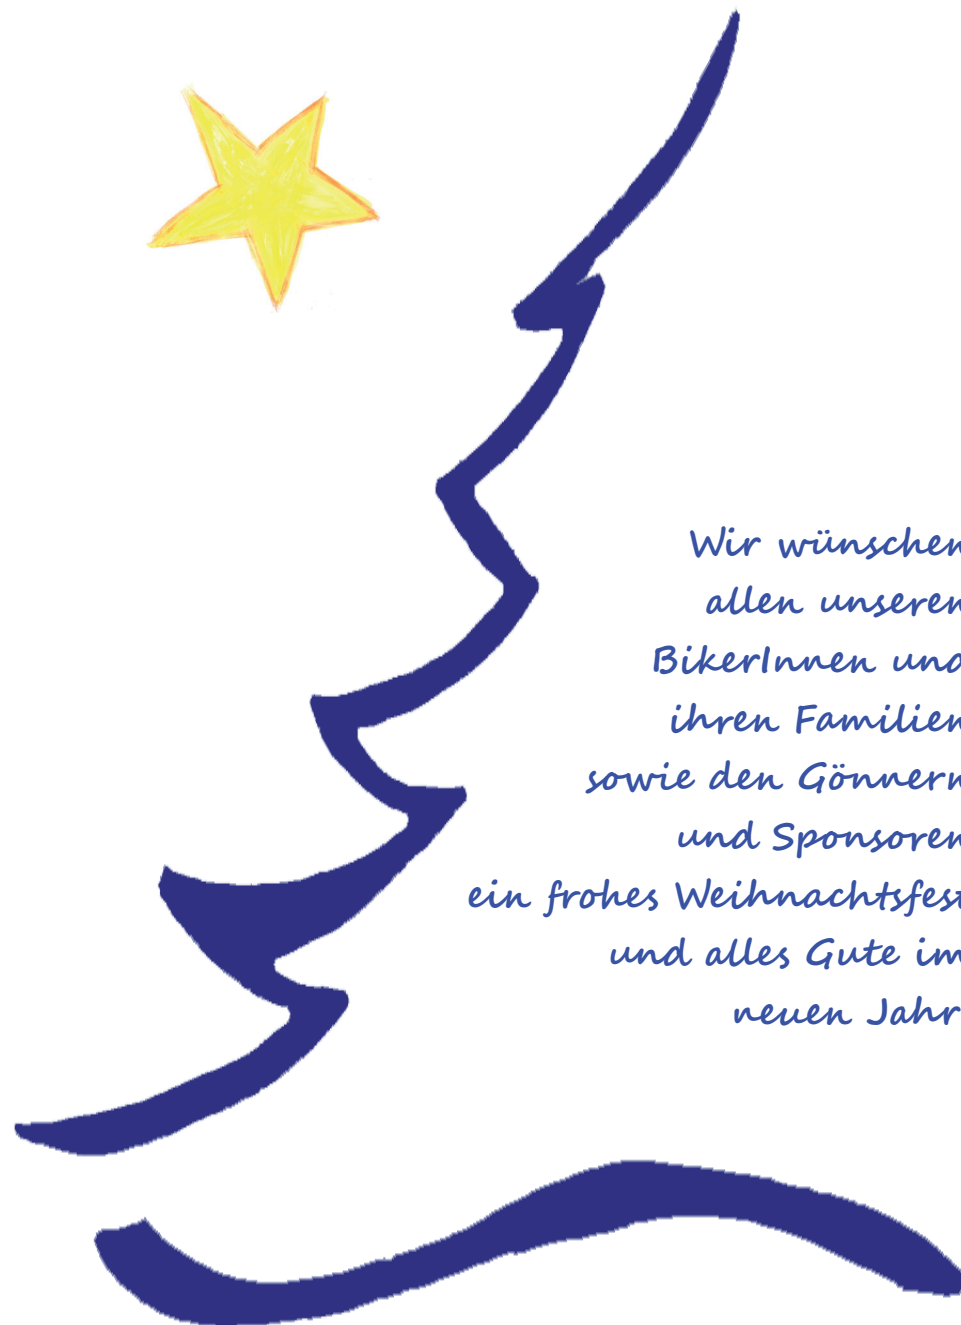 Wir wünschen
allen unseren
BikerInnen und
ihren Familien
sowie den Gönnern
und Sponsoren
ein frohes Weihnachtsfest
und alles Gute im
neuen Jahr